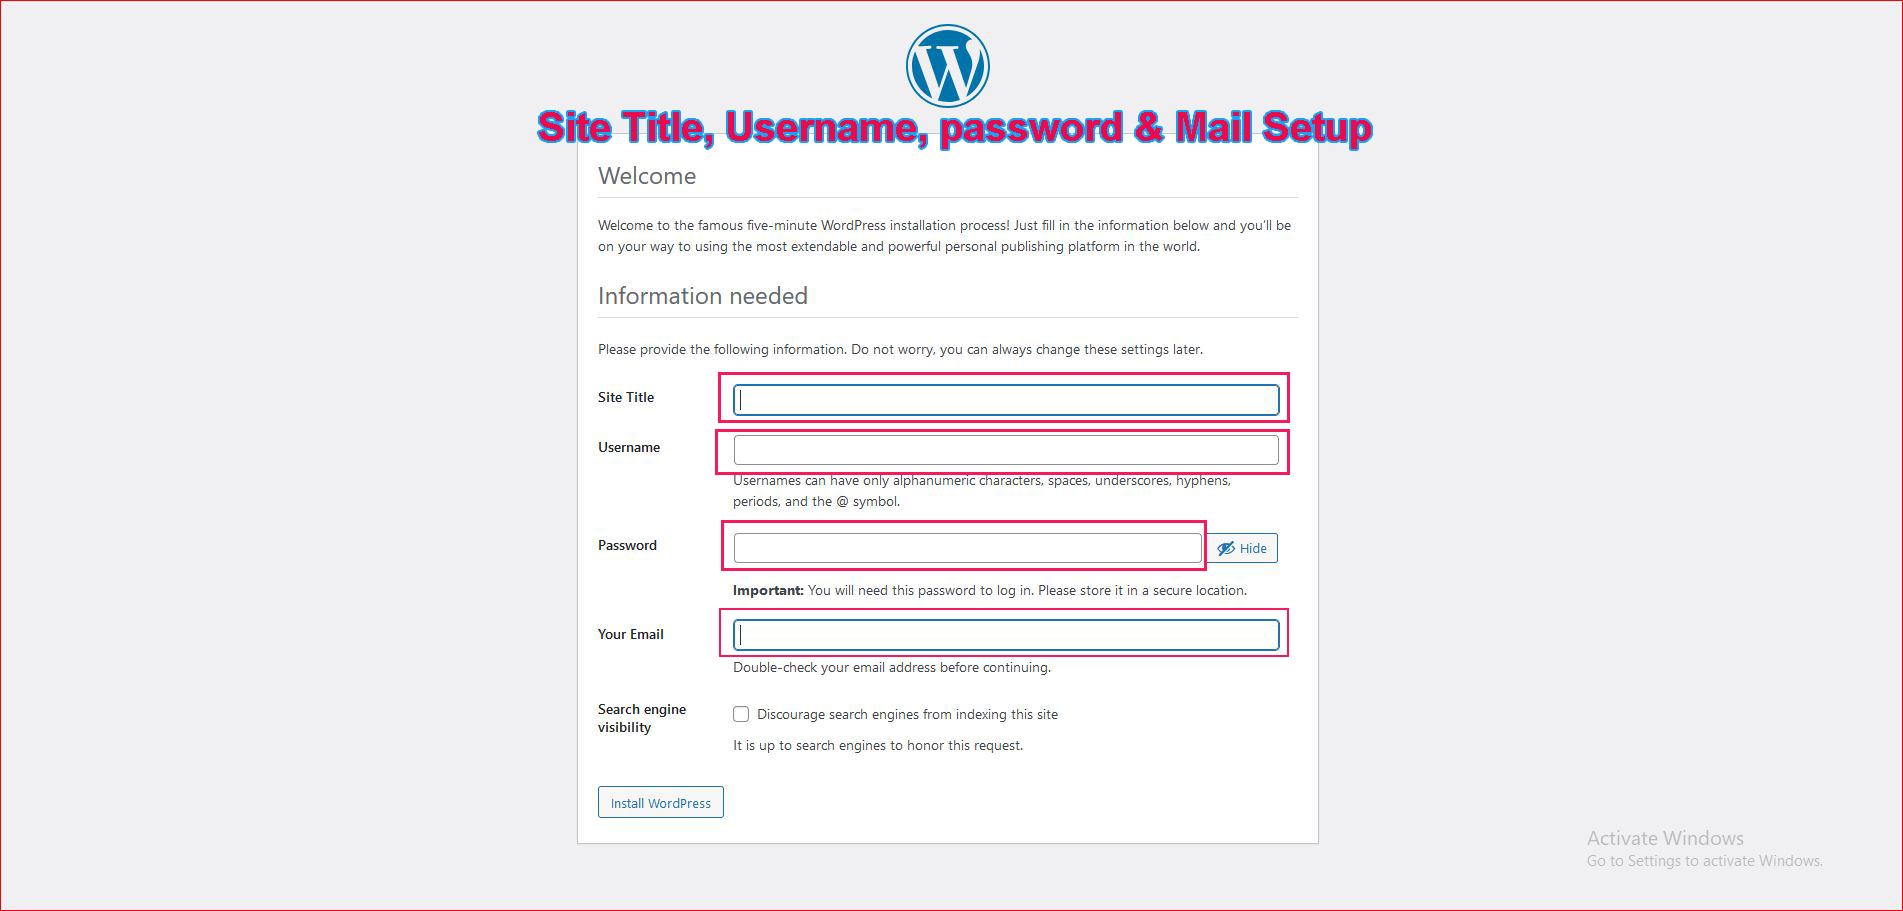 Site Title, Username, password & Mail Setup
Welcome
Welcome to the famous five-minute WordPress installation process! Just fill in the information below and you'll be
on your way to using the most extendable and powerful personal publishing platform in the world.
Information needed
Please provide the following information. Do not worry, you can always change these settings later.
Site Title
Username
Usernames can have only alphanumeric characters, spaces, underscores, hyphens,
periods, and the @ symbol.
Password
Hide
Important: You will need this password to log in. Please store it in a secure location.
Your Email
Double-check your email address before continuing.
Search engine
visibility
Discourage search engines from indexing this site
It is up to search engines to honor this request.
Install WordPress
Activate Windows
Go to Settings to activate Windows.